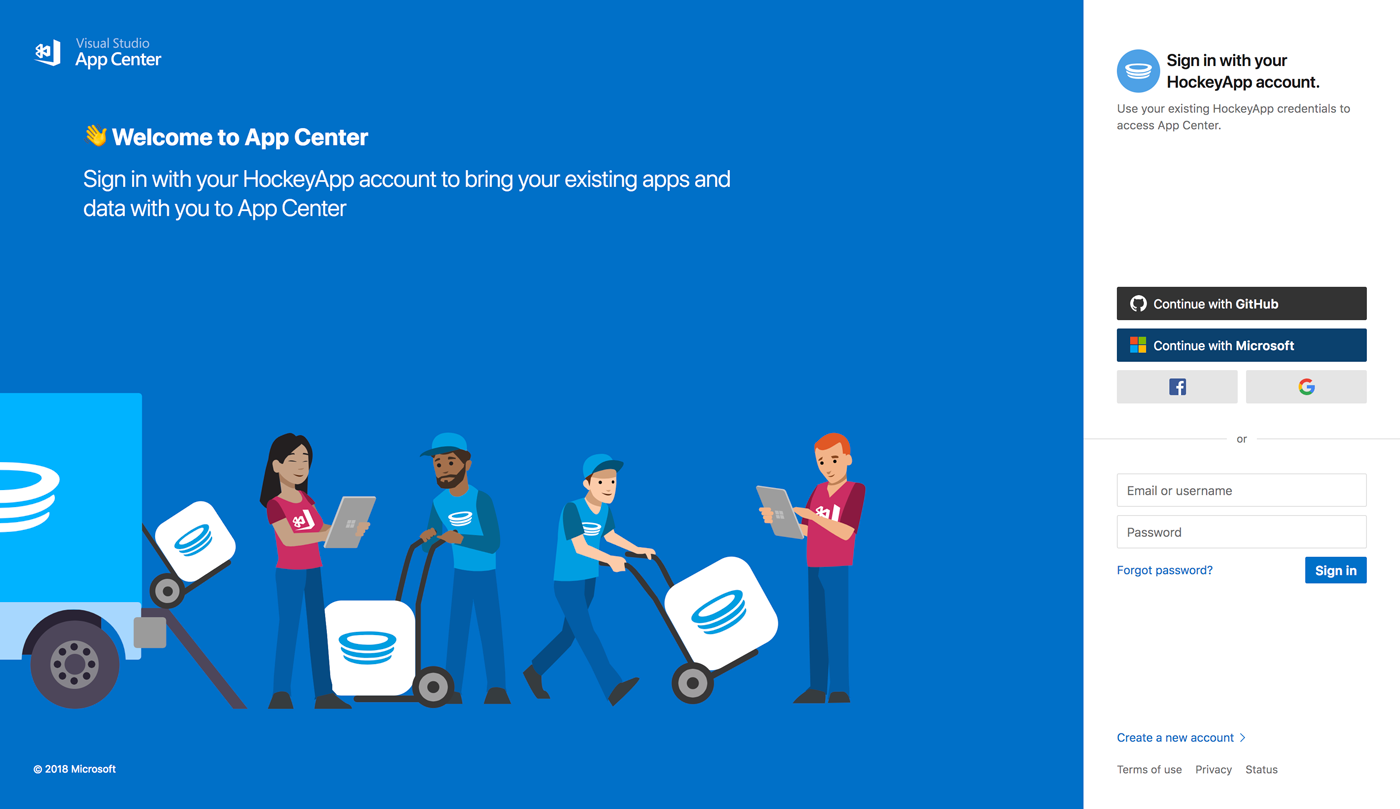 Visual Studio
App Center
👋 Welcome to App Center
Sign in with your HockeyApp account to bring your existing apps and
data with you to App Center
© 2018 Microsoft
Sign in with your
HockeyApp account.
Use your existing HockeyApp credentials to
access App Center.
Continue with GitHub
Continue with Microsoft
or
Email or username
Password
Forgot password?
Sign in
Create a new account
Terms of use Privacy Status